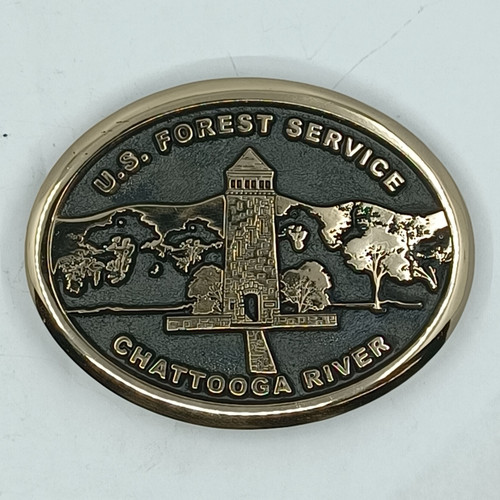 U.S. FOREST SERVICE
CHATTOOGA RIVER